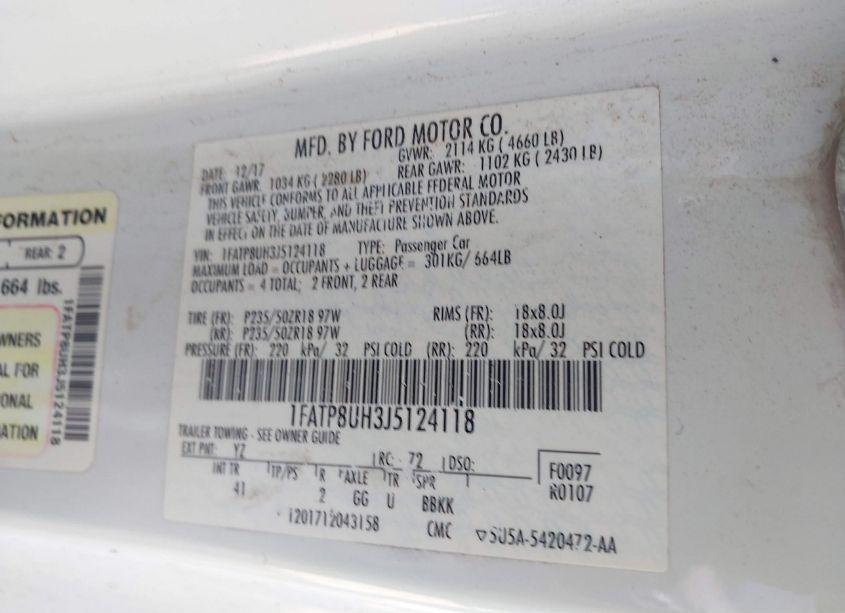 FORMATION
REAR: 2
664 lbs.
WNERS
AL FOR
ONAL
ATION
1FATP8UH3J5124118
MFD. BY FORD MOTOR CO.
DATE: 12/17 GVWR: 2114 KG ( 4660 LB)
FRONT GAWR: 1034 KG ( 2280 LB) REAR GAWR: 1102 KG ( 2430 LB)
THIS VEHICLE CONFORMS TO ALL APPLICABLE FEDERAL MOTOR
VEHICLE SAFETY, BUMPER, AND THEFT PREVENTION STANDARDS
IN EFFECT ON THE DATE OF MANUFACTURE SHOWN ABOVE.
VIN: 1FATP8UH3J5124118 TYPE: Passenger Car
MAXIMUM LOAD = OCCUPANTS + LUGGAGE = 301KG/ 664LB
OCCUPANTS = 4 TOTAL; 2 FRONT, 2 REAR
TIRE (FR): P235/50ZR18 97W RIMS (FR): 18x8.0J
(RR): P235/50ZR18 97W (RR): 18x8.0J
PRESSURE (FR): 220 kPa/ 32 PSI COLD (RR): 220 kPa/ 32 PSI COLD
1FATP8UH3J5124118
TRAILER TOWING - SEE OWNER GUIDE
EXT PNT: YZ RC: 72 DSO: F0097
INT TR TP/PS R AXLE TR SPR R0107
41 2 GG U BBKK
1201712043158 CMC 5U5A-5420472-AA